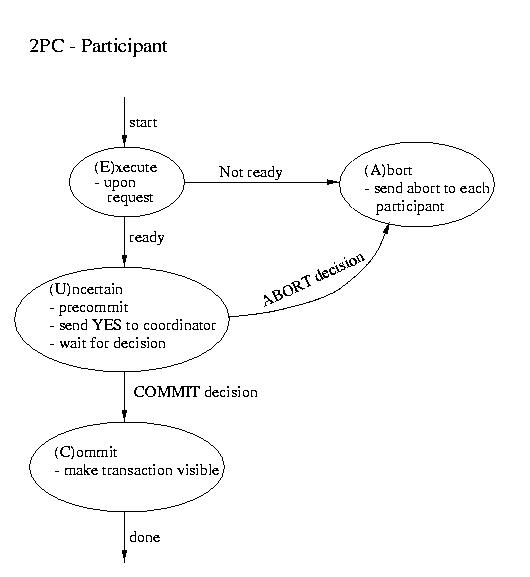 2PC - Participant
start
(E)xecute
- upon
request
Not ready
(A)bort
- send abort to each
participant
ready
ABORT decision
(U)ncertain
- precommit
- send YES to coordinator
- wait for decision
COMMIT decision
(C)ommit
- make transaction visible
done